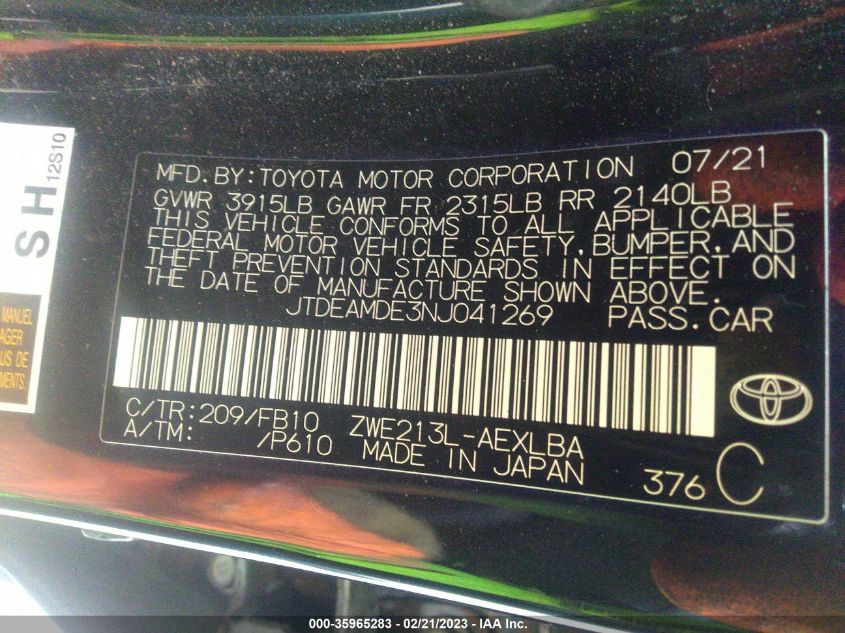 SH
12S10
MANUEL
AGER
US DE
MENTS.
MFD.BY:TOYOTA MOTOR CORPORATION 07/21
GVWR 3915LB GAWR FR 2315LB RR 2140LB
THIS VEHICLE CONFORMS TO ALL APPLICABLE
FEDERAL MOTOR VEHICLE SAFETY,BUMPER,AND
THEFT PREVENTION STANDARDS IN EFFECT ON
THE DATE OF MANUFACTURE SHOWN ABOVE.
JTDEAMDE3NJ041269 PASS.CAR
C/TR:209/FB10 ZWE213L-AEXLBA
A/TM: /P610 MADE IN JAPAN
376 C
000-35965283 - 02/21/2023 - IAA Inc.